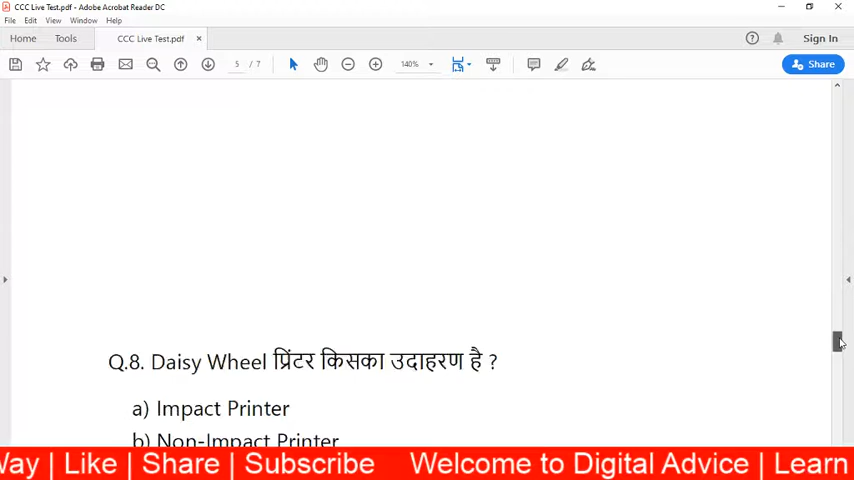 CCC Live Test.pdf - Adobe Acrobat Reader DC
File Edit View Window Help
Home Tools CCC Live Test.pdf × Sign In
5 / 7 140% Share
Q.8. Daisy Wheel प्रिंटर किसका उदाहरण है ?
a) Impact Printer
b) Non-Impact Printer
Way | Like | Share | Subscribe Welcome to Digital Advice | Learn